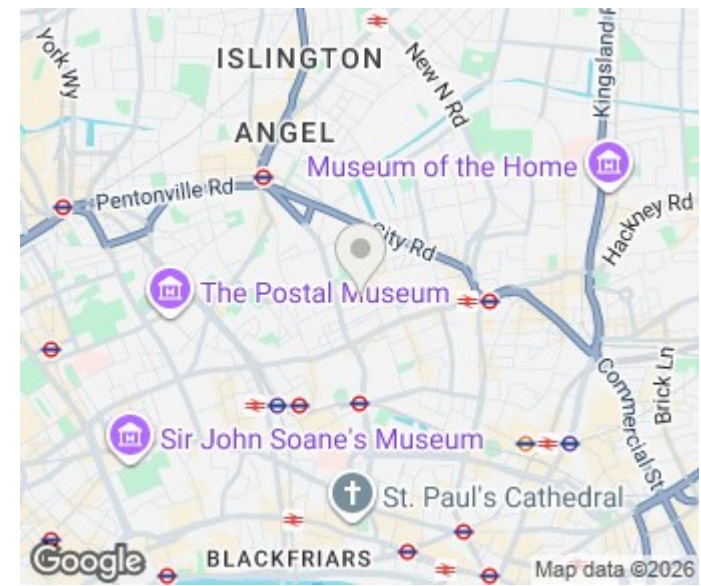 York Wy
ISLINGTON
New N Rd
Kingsland R
ANGEL
Museum of the Home
Pentonville Rd
Hackney Rd
City Rd
The Postal Museum
Commercial St
Brick Ln
Sir John Soane's Museum
St. Paul's Cathedral
Google
BLACKFRIARS
Map data ©2026